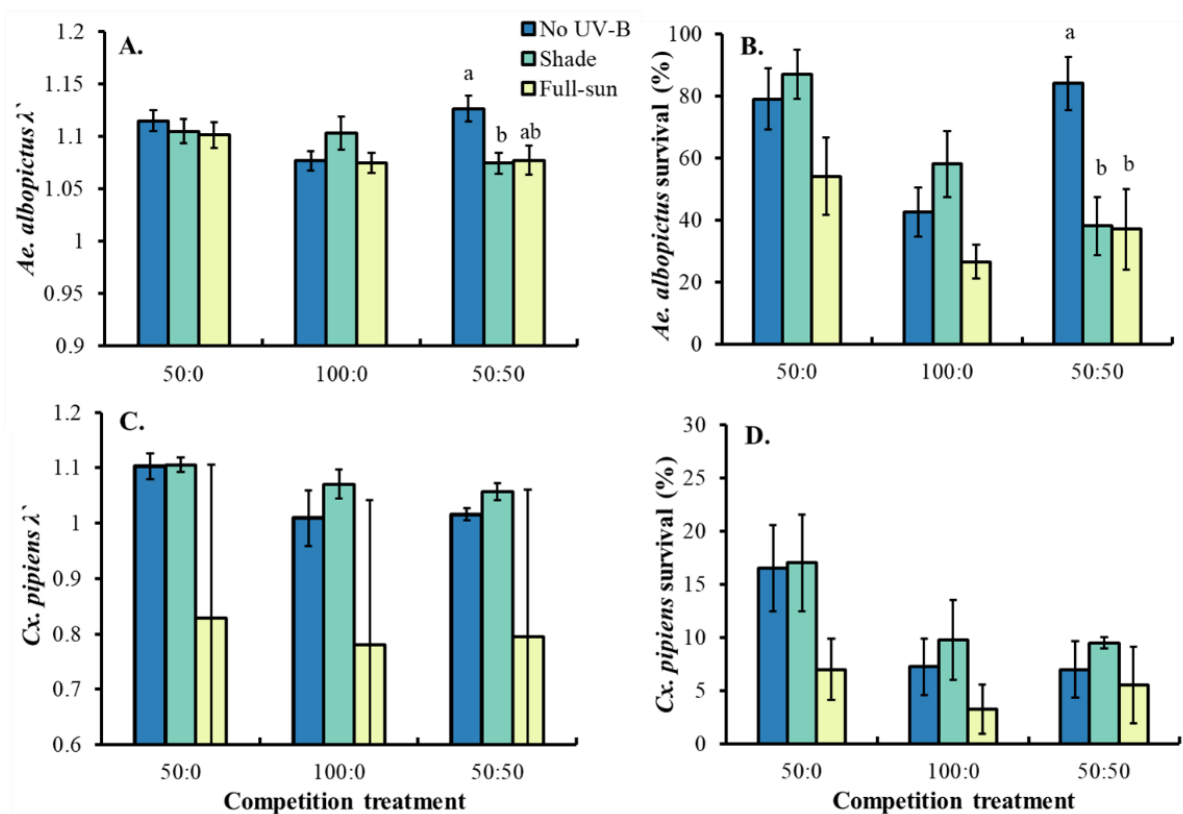 A.
No UV-B
Shade
Full-sun
Ae. albopictus λ`
1.2
1.15
1.1
1.05
1
0.95
0.9
a
b
ab
50:0
100:0
50:50
B.
Ae. albopictus survival (%)
100
80
60
40
20
0
a
b
b
50:0
100:0
50:50
C.
Cx. pipiens λ`
1.2
1.1
1
0.9
0.8
0.7
0.6
50:0
100:0
50:50
Competition treatment
D.
Cx. pipiens survival (%)
30
25
20
15
10
5
0
50:0
100:0
50:50
Competition treatment